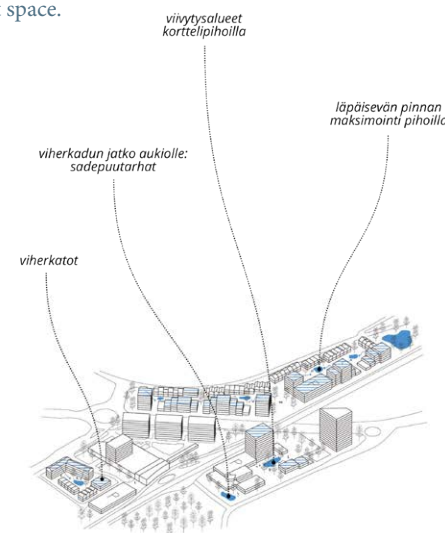 space.
viivytysalueet
korttelipihoilla
läpäisevän pinnan
maksimointi pihoilla
viherkadun jatko aukiolle:
sadepuutarhat
viherkatot